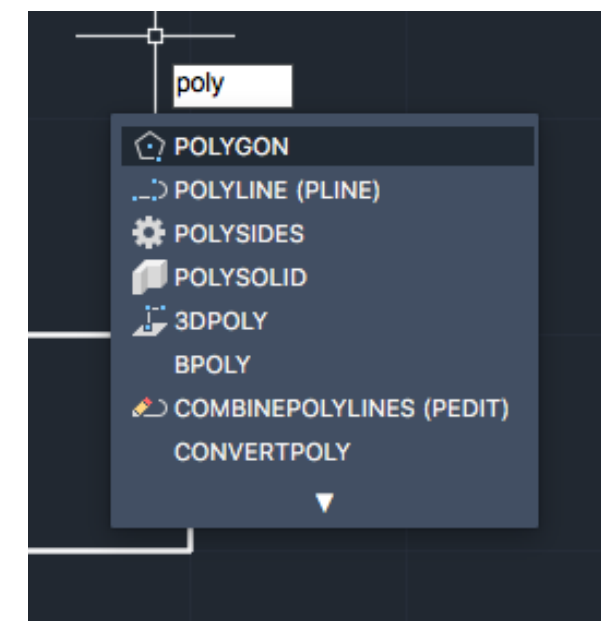 poly
POLYGON
POLYLINE (PLINE)
POLYSIDES
POLYSOLID
3DPOLY
BPOLY
COMBINEPOLYLINES (PEDIT)
CONVERTPOLY